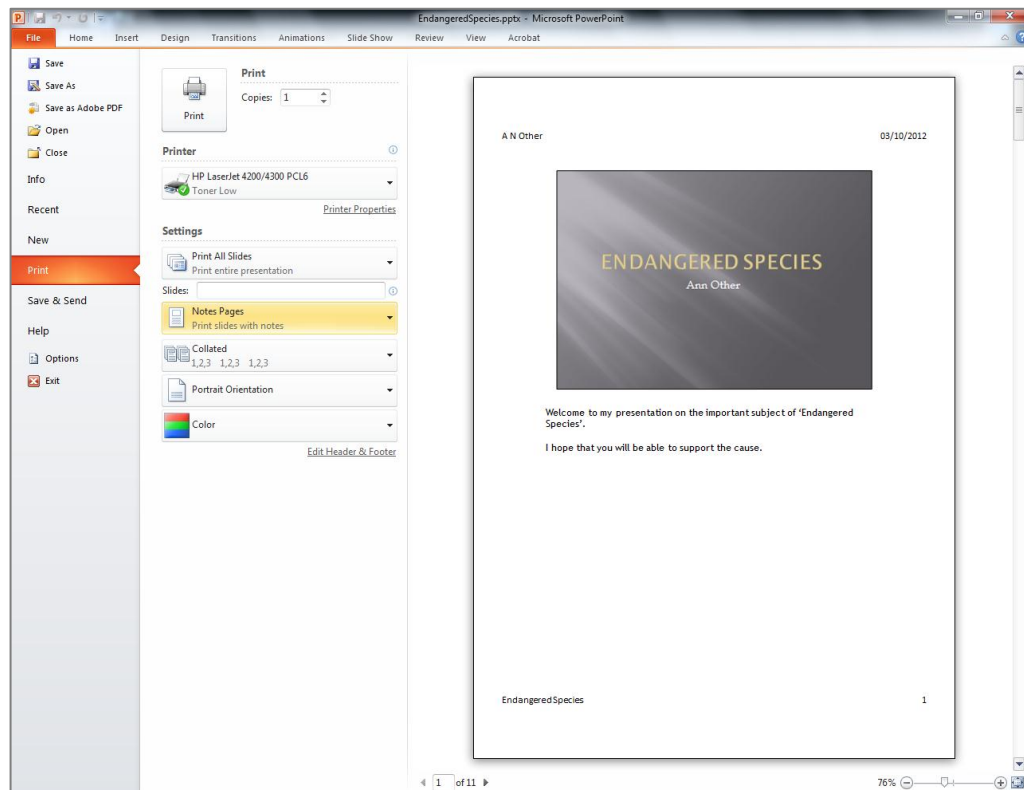 EndangeredSpecies.pptx - Microsoft PowerPoint
File Home Insert Design Transitions Animations Slide Show Review View Acrobat
Save
Save As
Save as Adobe PDF
Open
Close
Info
Recent
New
Print
Save & Send
Help
Options
Exit
Print
Print
Copies: 1
Printer
HP LaserJet 4200/4300 PCL6
Toner Low
Printer Properties
Settings
Print All Slides
Print entire presentation
Slides:
Notes Pages
Print slides with notes
Collated
1,2,3 1,2,3 1,2,3
Portrait Orientation
Color
Edit Header & Footer
A N Other 03/10/2012
ENDANGERED SPECIES
Ann Other
Welcome to my presentation on the important subject of ‘Endangered
Species’.
I hope that you will be able to support the cause.
Endangered Species 1
1 of 11
76%